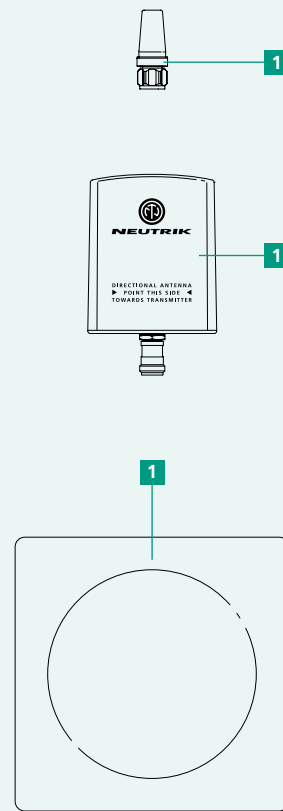 1
NEUTRIK
1
DIRECTIONAL ANTENNA
▶ POINT THIS SIDE ◀
TOWARDS TRANSMITTER
1